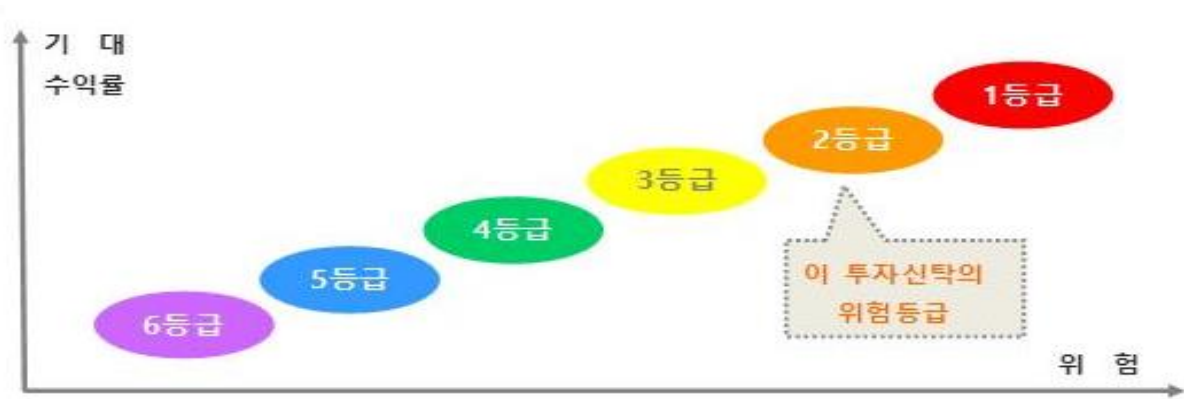 기 대
수익률
1등급
2등급
3등급
4등급
5등급
6등급
이 투자신탁의
위험등급
위 험